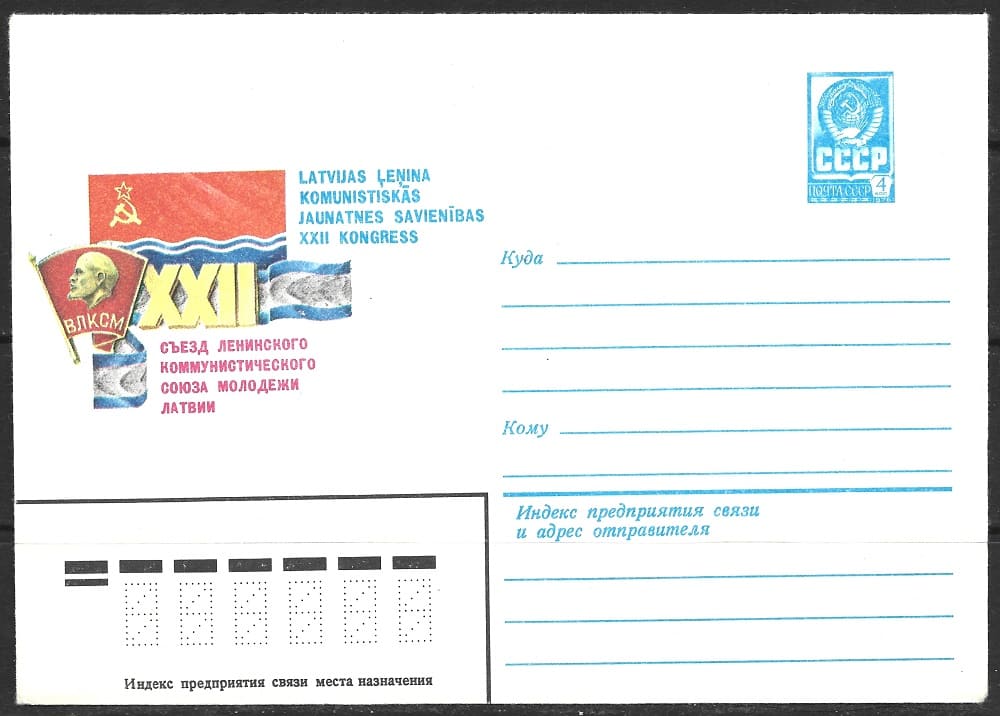 LATVIJAS ĻEŅINA
KOMUNISTISKĀS
JAUNATNES SAVIENĪBAS
XXII KONGRESS
ВЛКСМ
XXII
СЪЕЗД ЛЕНИНСКОГО
КОММУНИСТИЧЕСКОГО
СОЮЗА МОЛОДЕЖИ
ЛАТВИИ
СССР
ПОЧТА СССР
4
КОП
Куда
Кому
Индекс предприятия связи
и адрес отправителя
Индекс предприятия связи места назначения